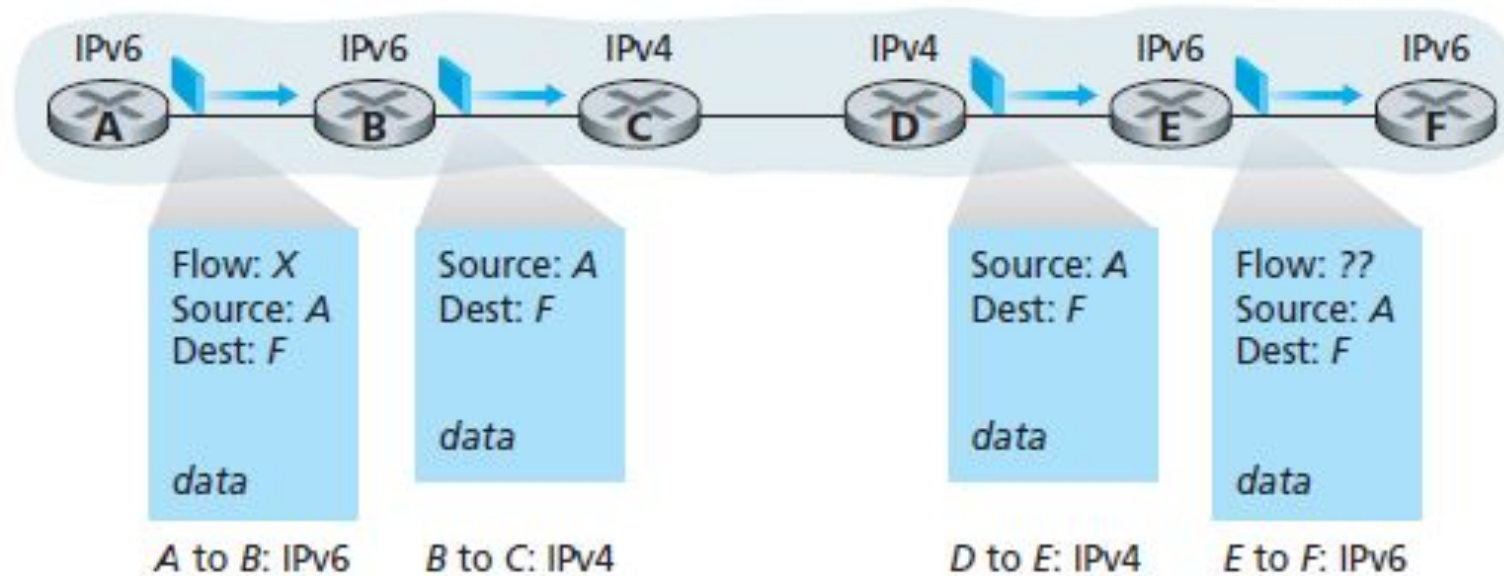 IPv6
IPv6
IPv4
IPv4
IPv6
IPv6
A
B
C
D
E
F
Flow: X
Source: A
Dest: F
data
Source: A
Dest: F
data
Source: A
Dest: F
data
Flow: ??
Source: A
Dest: F
data
A to B: IPv6
B to C: IPv4
D to E: IPv4
E to F: IPv6